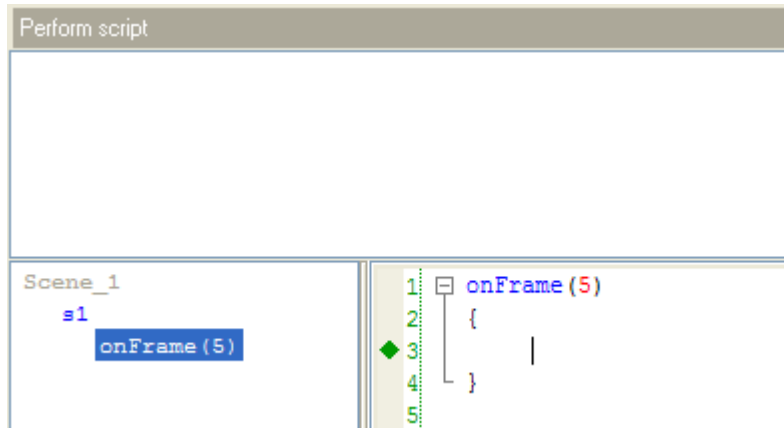 Perform script
Scene_1
s1
onFrame(5)
1 onFrame(5)
2 {
3
4 }
5